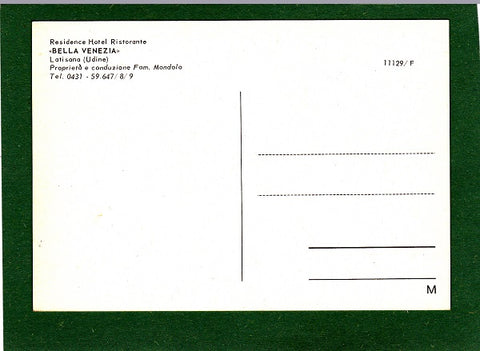 Residence Hotel Ristorante
«BELLA VENEZIA»
Latisana (Udine)
Proprietà e conduzione Fam. Mondolo
Tel. 0431 - 59.647/ 8/ 9
11129/ F
M